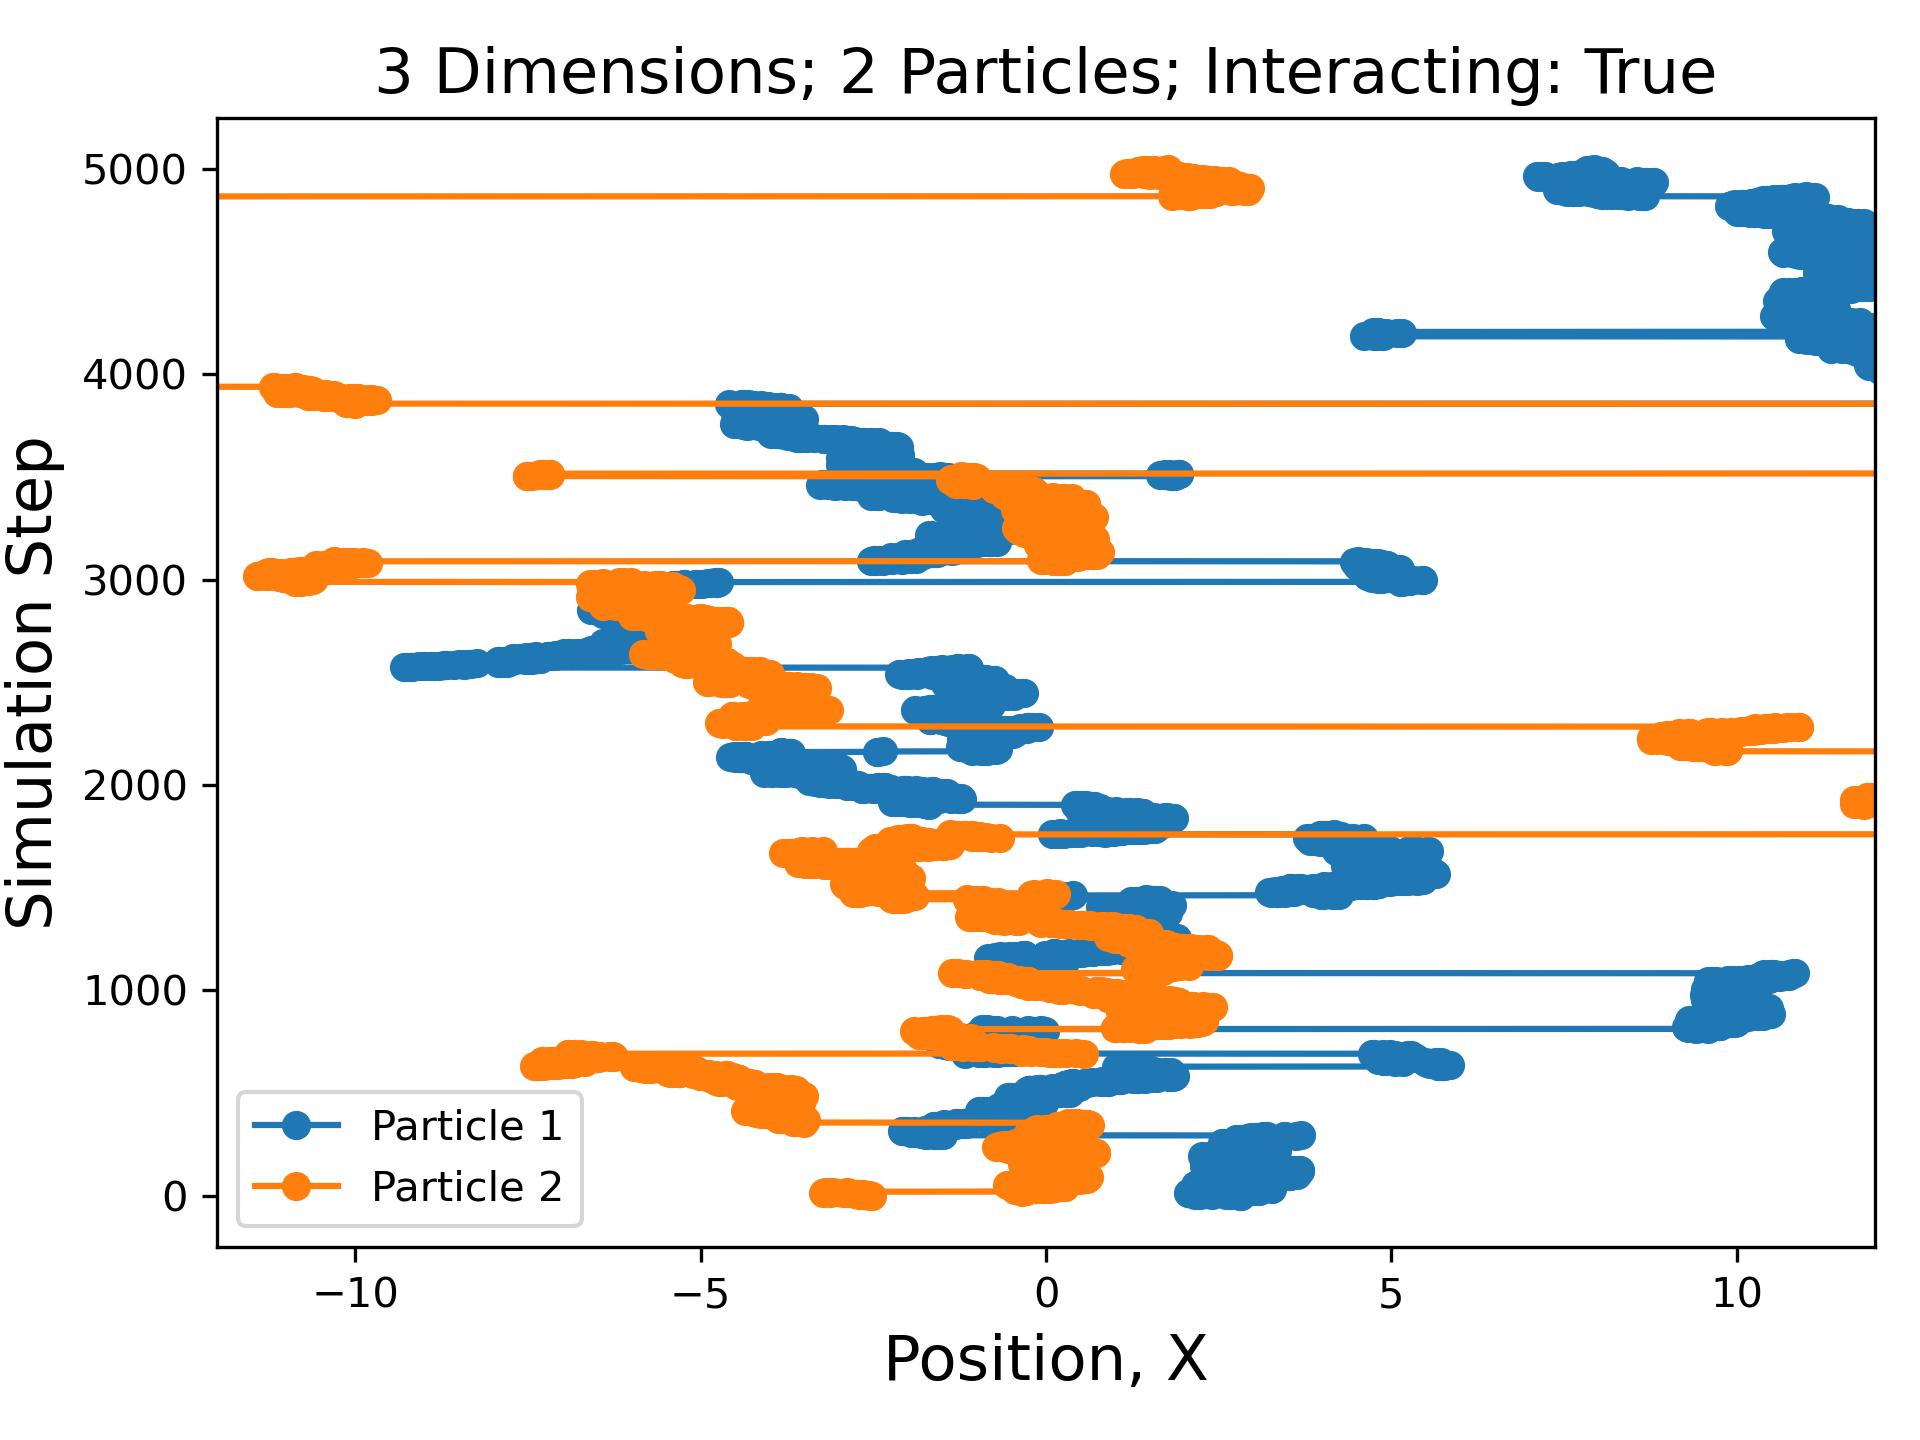 3 Dimensions; 2 Particles; Interacting: True
Simulation Step
5000
4000
3000
2000
1000
0
Particle 1
Particle 2
−10
−5
0
5
10
Position, X